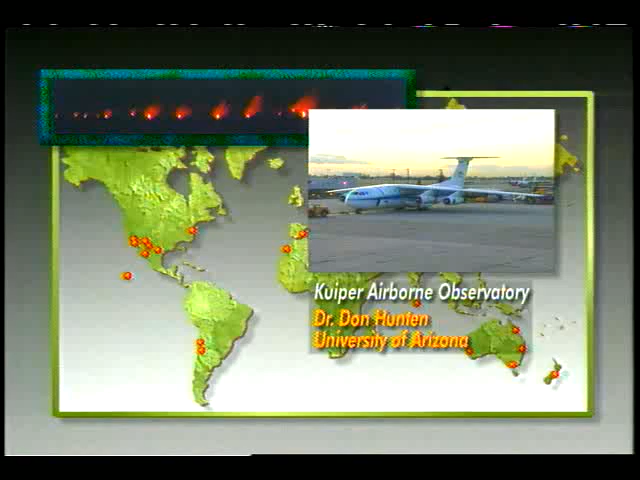 Kuiper Airborne Observatory
Dr. Don Hunten
University of Arizona